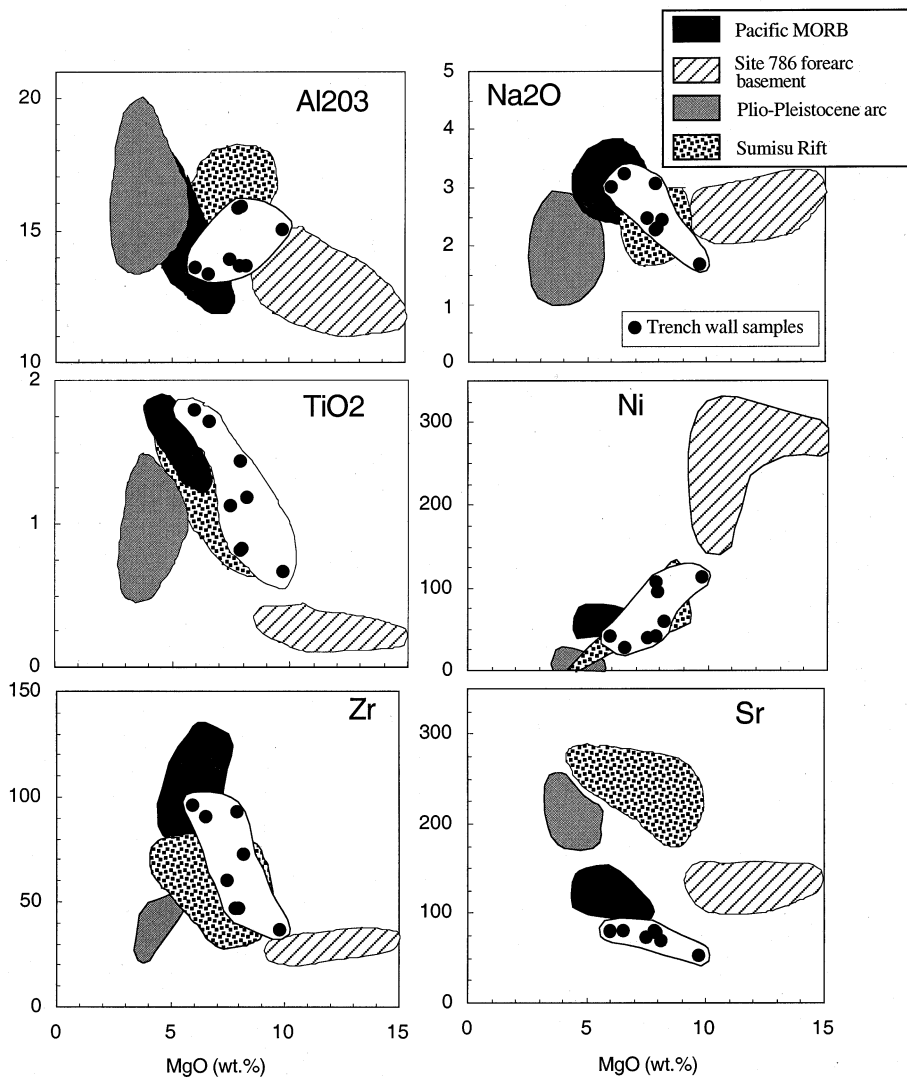 Pacific MORB
Site 786 forearc
basement
Plio-Pleistocene arc
Sumisu Rift
Al203
20
15
10
Na2O
5
4
3
2
1
0
Trench wall samples
TiO2
2
1
0
Ni
300
200
100
0
Zr
150
100
50
0
0
5
10
15
MgO (wt.%)
Sr
300
200
100
0
5
10
15
MgO (wt.%)